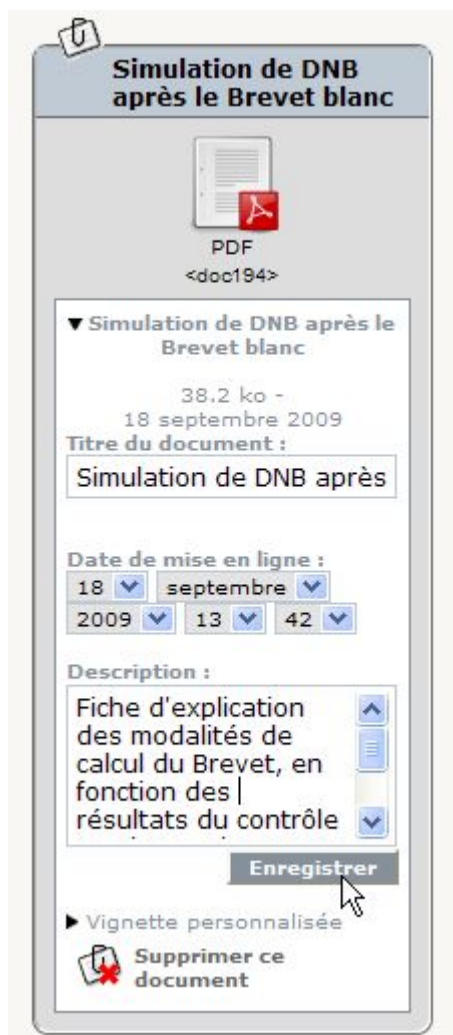 Simulation de DNB
après le Brevet blanc
PDF
<doc194>
Simulation de DNB après le
Brevet blanc
38.2 ko -
18 septembre 2009
Titre du document :
Simulation de DNB après
Date de mise en ligne :
18 septembre
2009 13 42
Description :
Fiche d'explication
des modalités de
calcul du Brevet, en
fonction des
résultats du contrôle
Enregistrer
Vignette personnalisée
Supprimer ce
document